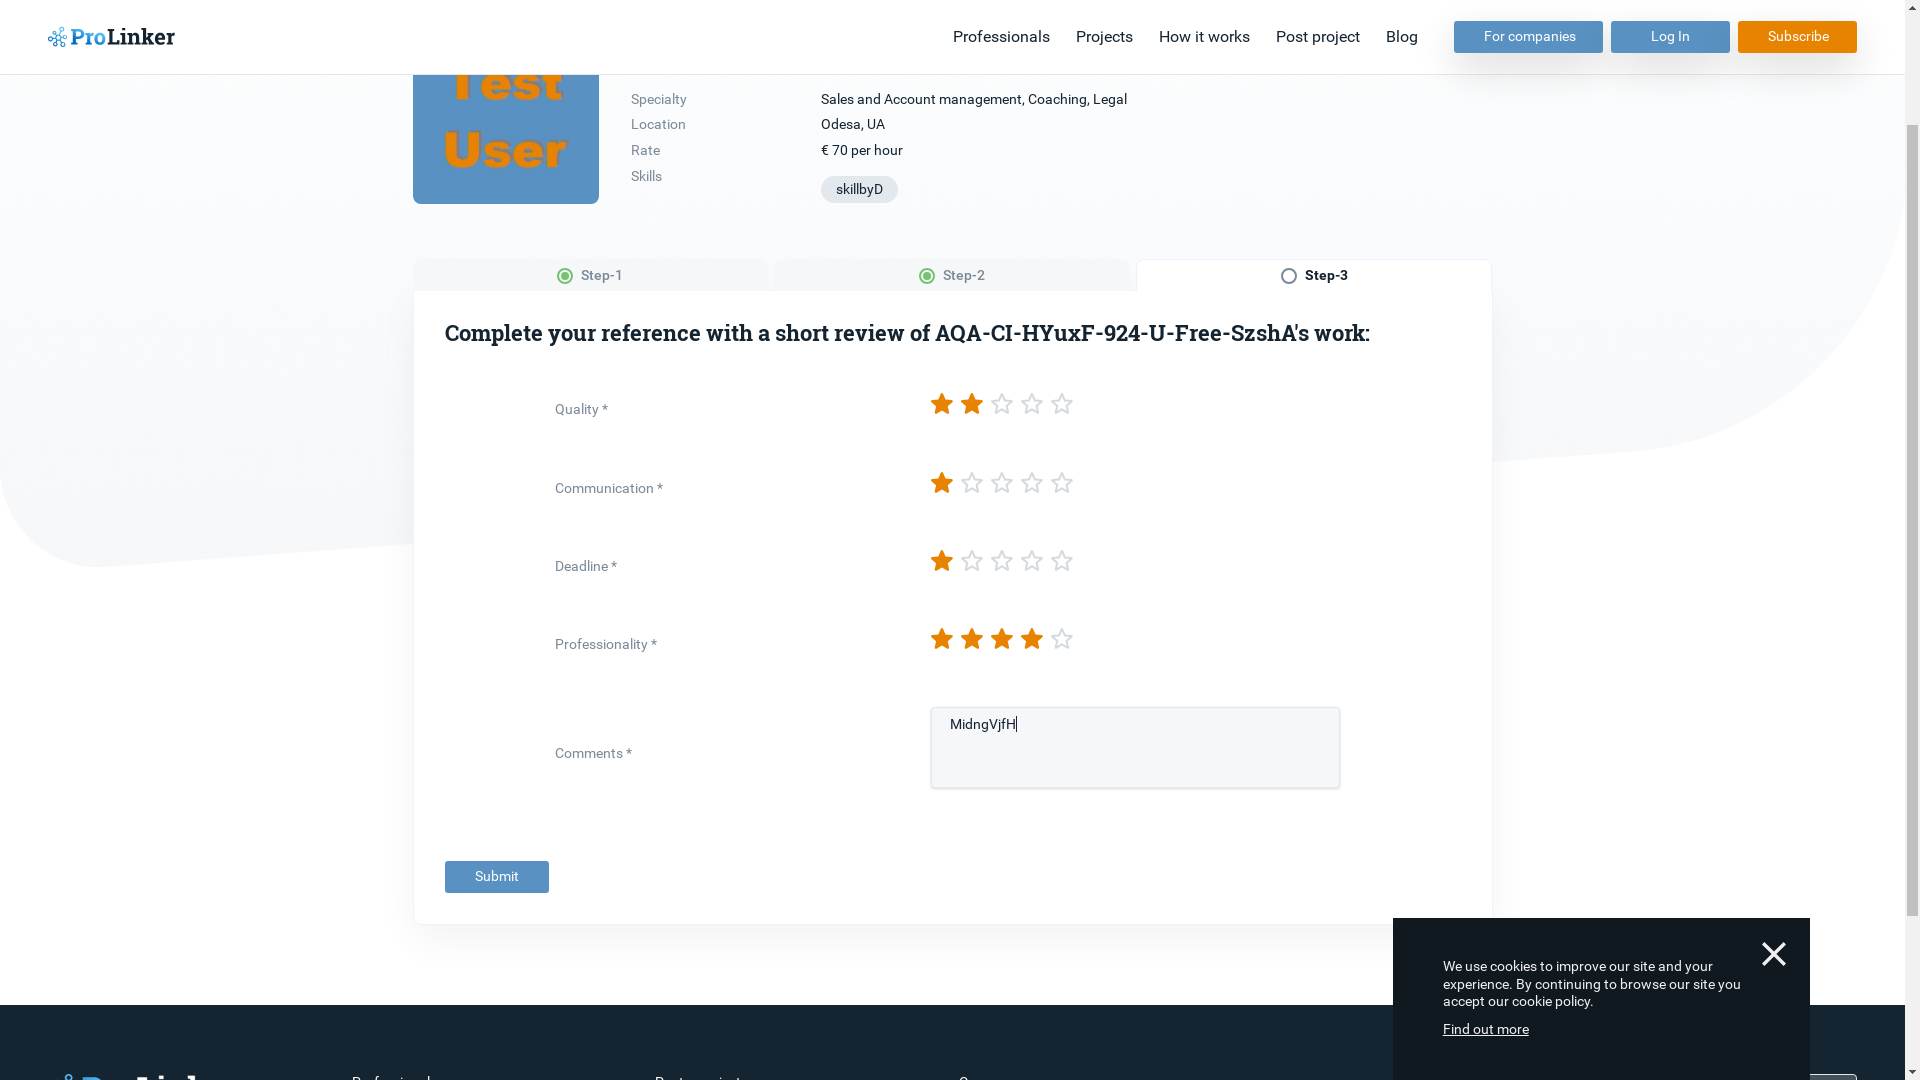 ProLinker
Professionals Projects How it works Post project Blog For companies Log In Subscribe
Test
User
Specialty Sales and Account management, Coaching, Legal
Location Odesa, UA
Rate € 70 per hour
Skills skillbyD
Step-1 Step-2 Step-3
Complete your reference with a short review of AQA-CI-HYuxF-924-U-Free-SzshA's work:
Quality *
Communication *
Deadline *
Professionality *
Comments * MidngVjfH
Submit
We use cookies to improve our site and your
experience. By continuing to browse our site you
accept our cookie policy.
Find out more